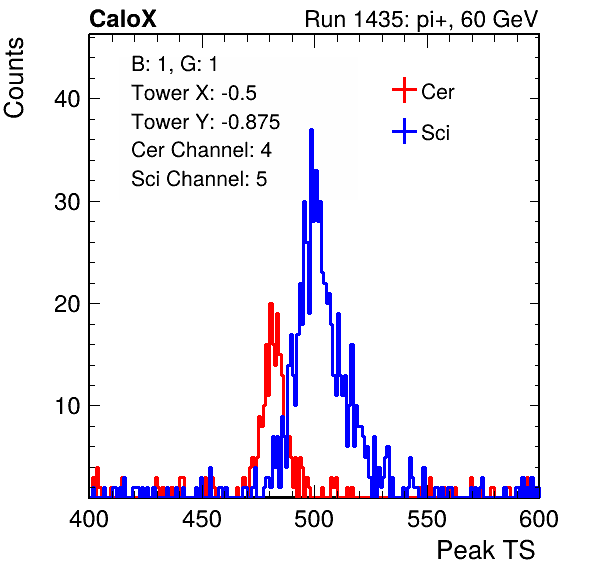 CaloX Run 1435: pi+, 60 GeV
Counts
B: 1, G: 1
Tower X: -0.5
Tower Y: -0.875
Cer Channel: 4
Sci Channel: 5
Cer
Sci
40
30
20
10
400 450 500 550 600
Peak TS